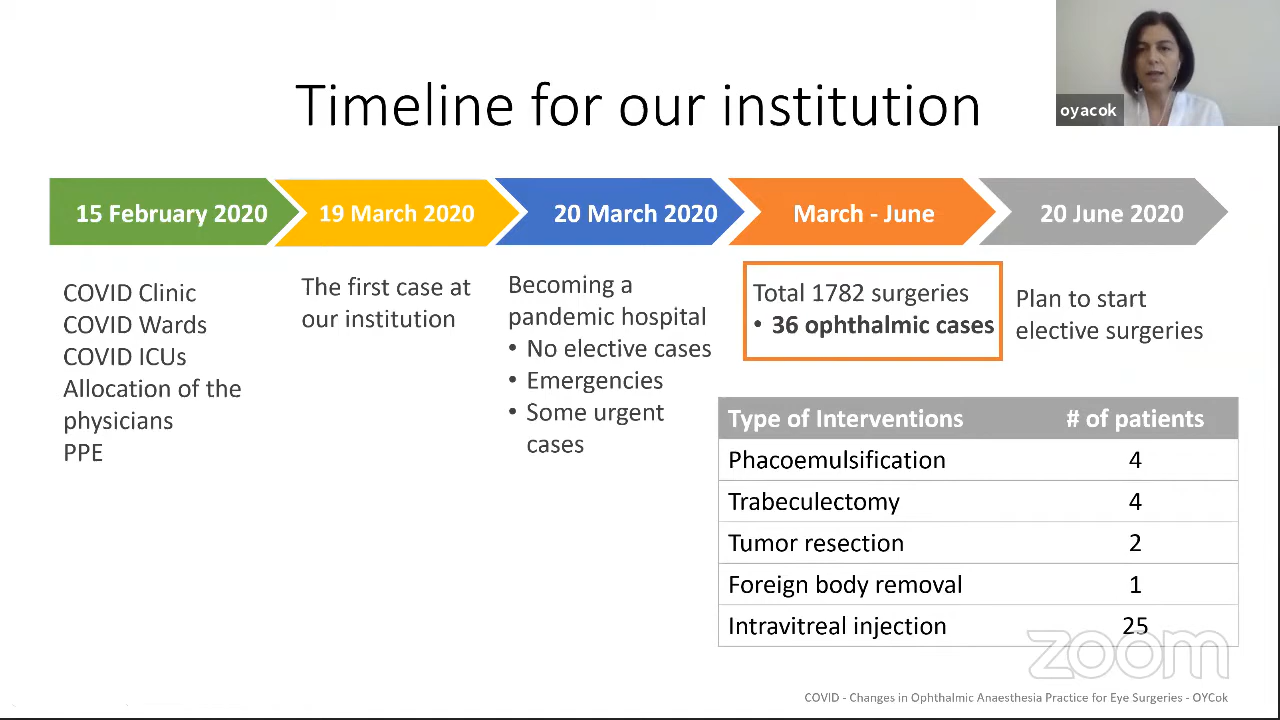 oyacok
Timeline for our institution
15 February 2020
19 March 2020
20 March 2020
March - June
20 June 2020
COVID Clinic
COVID Wards
COVID ICUs
Allocation of the
physicians
PPE
The first case at
our institution
Becoming a
pandemic hospital
• No elective cases
• Emergencies
• Some urgent
cases
Total 1782 surgeries
• 36 ophthalmic cases
Plan to start
elective surgeries
Type of Interventions # of patients
Phacoemulsification 4
Trabeculectomy 4
Tumor resection 2
Foreign body removal 1
Intravitreal injection 25
zoom
COVID - Changes in Ophthalmic Anaesthesia Practice for Eye Surgeries - OYCok